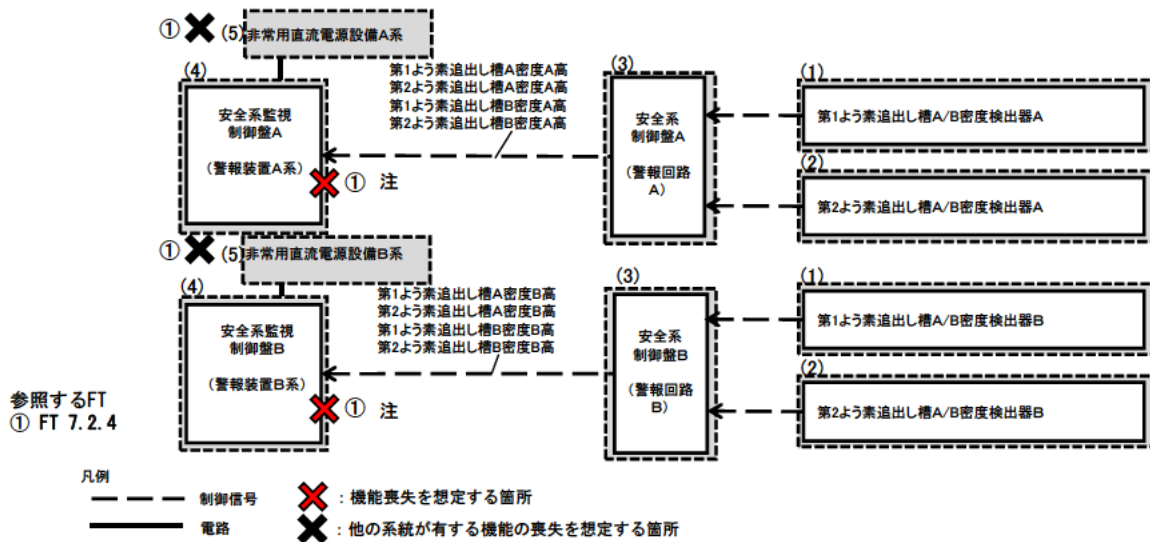 ① (5) 非常用直流電源設備A系
(4)
安全系監視
制御盤A
(警報装置A系)
① 注
第1よう素追出し槽A密度A高
第2よう素追出し槽A密度A高
第1よう素追出し槽B密度A高
第2よう素追出し槽B密度A高
(3)
安全系
制御盤A
(警報回路
A)
(1)
第1よう素追出し槽A/B密度検出器A
(2)
第2よう素追出し槽A/B密度検出器A
① (5) 非常用直流電源設備B系
(4)
安全系監視
制御盤B
(警報装置B系)
① 注
第1よう素追出し槽A密度B高
第2よう素追出し槽A密度B高
第1よう素追出し槽B密度B高
第2よう素追出し槽B密度B高
(3)
安全系
制御盤B
(警報回路
B)
(1)
第1よう素追出し槽A/B密度検出器B
(2)
第2よう素追出し槽A/B密度検出器B
参照するFT
① FT 7.2.4
凡例
制御信号
:機能喪失を想定する箇所
電路
:他の系統が有する機能の喪失を想定する箇所